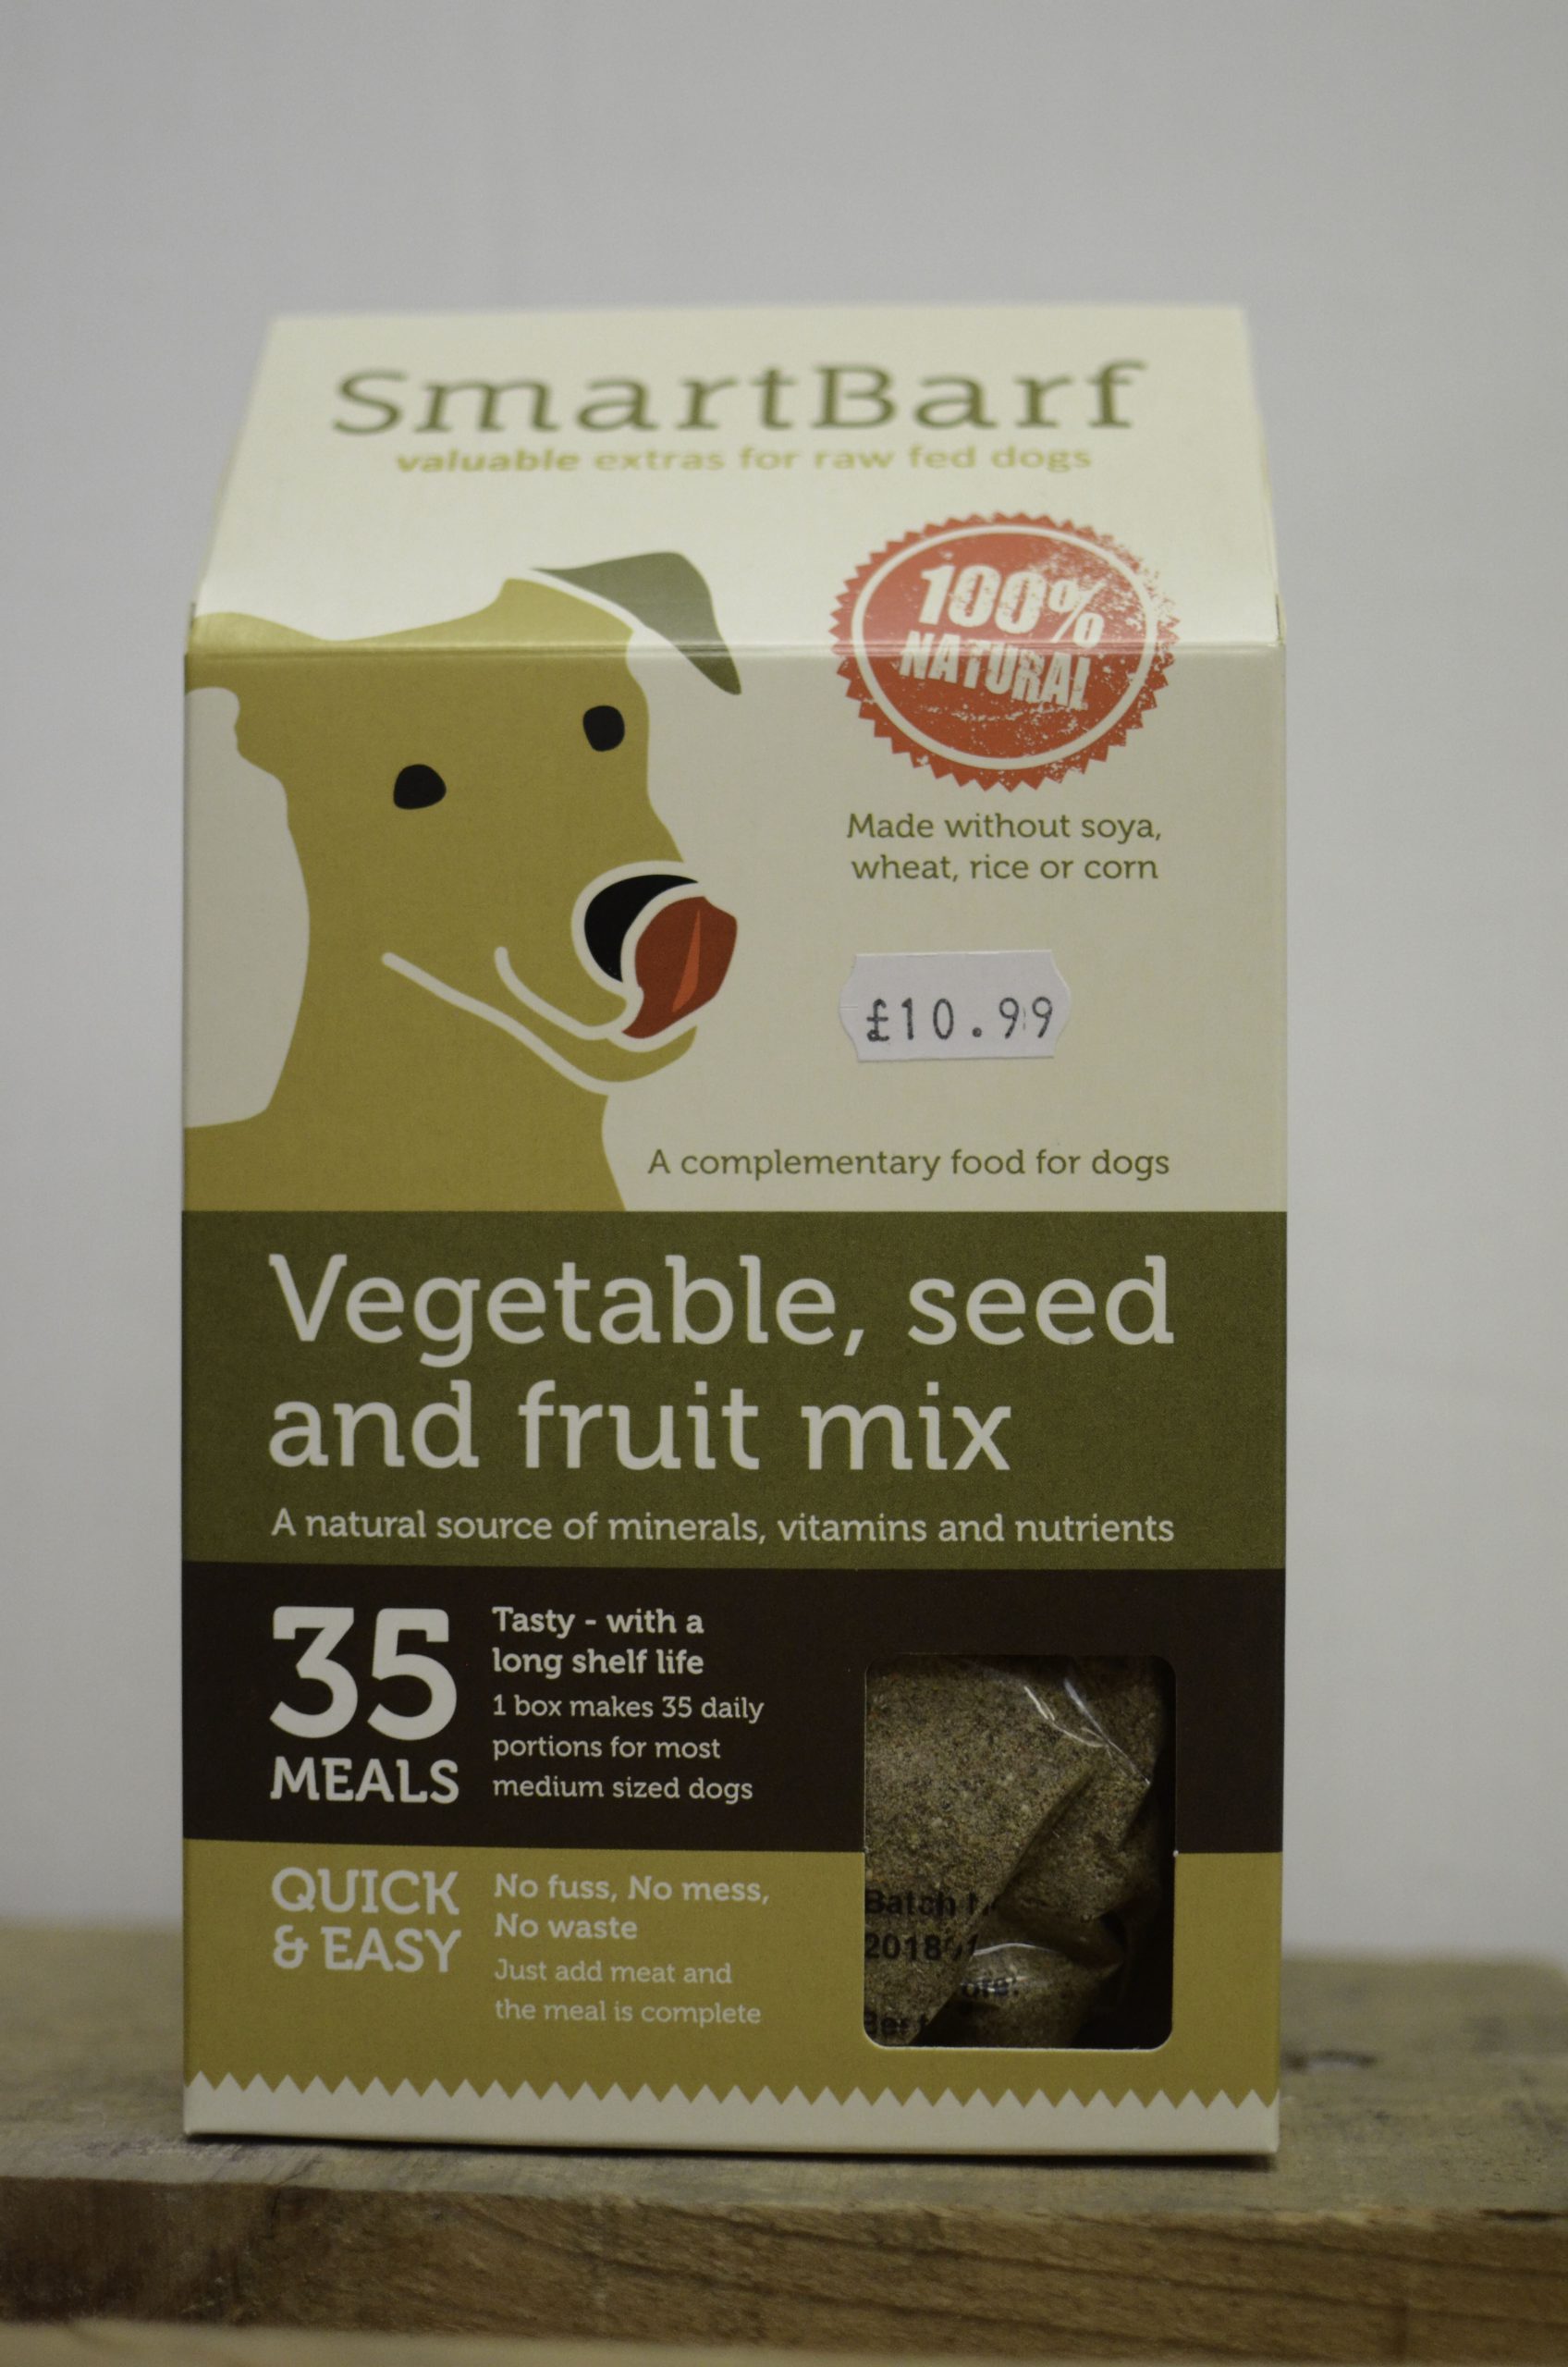 SmartBarf
valuable extras for raw fed dogs
100%
NATURAL
Made without soya,
wheat, rice or corn
£10.99
A complementary food for dogs
Vegetable, seed
and fruit mix
A natural source of minerals, vitamins and nutrients
35
MEALS
Tasty - with a
long shelf life
1 box makes 35 daily
portions for most
medium sized dogs
QUICK
& EASY
No fuss, No mess,
No waste
Just add meat and
the meal is complete
Batch
2018